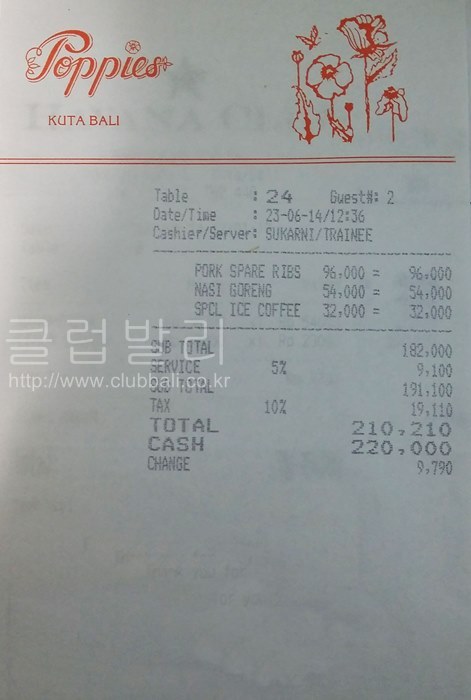 Poppies
KUTA BALI
Table : 24 Guest#: 2
Date/Time : 23-06-14/12:36
Cashier/Server: SUKARNI/TRAINEE
PORK SPARE RIBS 96,000 = 96,000
NASI GORENG 54,000 = 54,000
SPCL ICE COFFEE 32,000 = 32,000
클럽발리
SUB TOTAL 182,000
SERVICE 5% 9,100
http://www.clubbali.co.kr
SUB TOTAL 191,100
TAX 10% 19,110
TOTAL 210,210
CASH 220,000
CHANGE 9,790